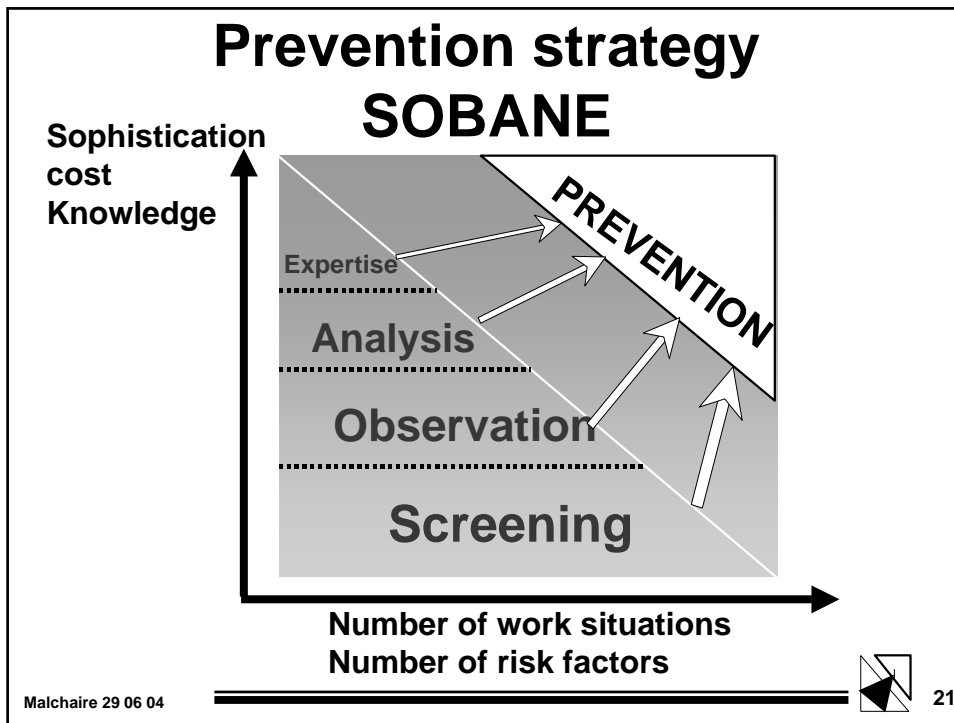 Prevention strategy
SOBANE
Sophistication
cost
Knowledge
PREVENTION
Expertise
Analysis
Observation
Screening
Number of work situations
Number of risk factors
Malchaire 29 06 04
21